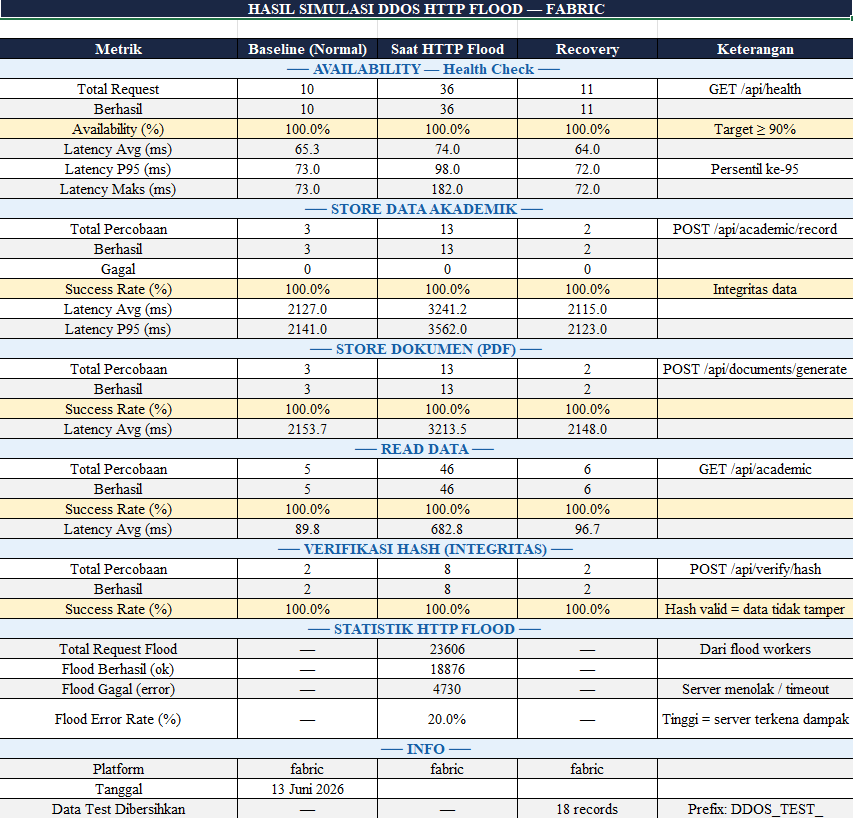 HASIL SIMULASI DDOS HTTP FLOOD — FABRIC
Metrik Baseline (Normal) Saat HTTP Flood Recovery Keterangan
—— AVAILABILITY — Health Check ——
Total Request 10 36 11 GET /api/health
Berhasil 10 36 11
Availability (%) 100.0% 100.0% 100.0% Target ≥ 90%
Latency Avg (ms) 65.3 74.0 64.0
Latency P95 (ms) 73.0 98.0 72.0 Persentil ke-95
Latency Maks (ms) 73.0 182.0 72.0
—— STORE DATA AKADEMIK ——
Total Percobaan 3 13 2 POST /api/academic/record
Berhasil 3 13 2
Gagal 0 0 0
Success Rate (%) 100.0% 100.0% 100.0% Integritas data
Latency Avg (ms) 2127.0 3241.2 2115.0
Latency P95 (ms) 2141.0 3562.0 2123.0
—— STORE DOKUMEN (PDF) ——
Total Percobaan 3 13 2 POST /api/documents/generate
Berhasil 3 13 2
Success Rate (%) 100.0% 100.0% 100.0%
Latency Avg (ms) 2153.7 3213.5 2148.0
—— READ DATA ——
Total Percobaan 5 46 6 GET /api/academic
Berhasil 5 46 6
Success Rate (%) 100.0% 100.0% 100.0%
Latency Avg (ms) 89.8 682.8 96.7
—— VERIFIKASI HASH (INTEGRITAS) ——
Total Percobaan 2 8 2 POST /api/verify/hash
Berhasil 2 8 2
Success Rate (%) 100.0% 100.0% 100.0% Hash valid = data tidak tamper
—— STATISTIK HTTP FLOOD ——
Total Request Flood — 23606 — Dari flood workers
Flood Berhasil (ok) — 18876 —
Flood Gagal (error) — 4730 — Server menolak / timeout
Flood Error Rate (%) — 20.0% — Tinggi = server terkena dampak
—— INFO ——
Platform fabric fabric fabric
Tanggal 13 Juni 2026
Data Test Dibersihkan — — 18 records Prefix: DDOS_TEST_